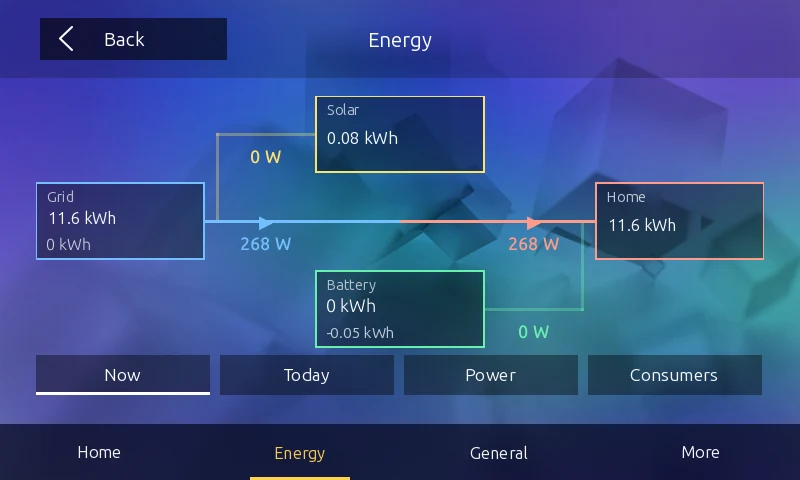 Back
Energy
Solar
0.08 kWh
0 W
Grid
11.6 kWh
0 kWh
268 W
268 W
Home
11.6 kWh
Battery
0 kWh
-0.05 kWh
0 W
Now
Today
Power
Consumers
Home
Energy
General
More